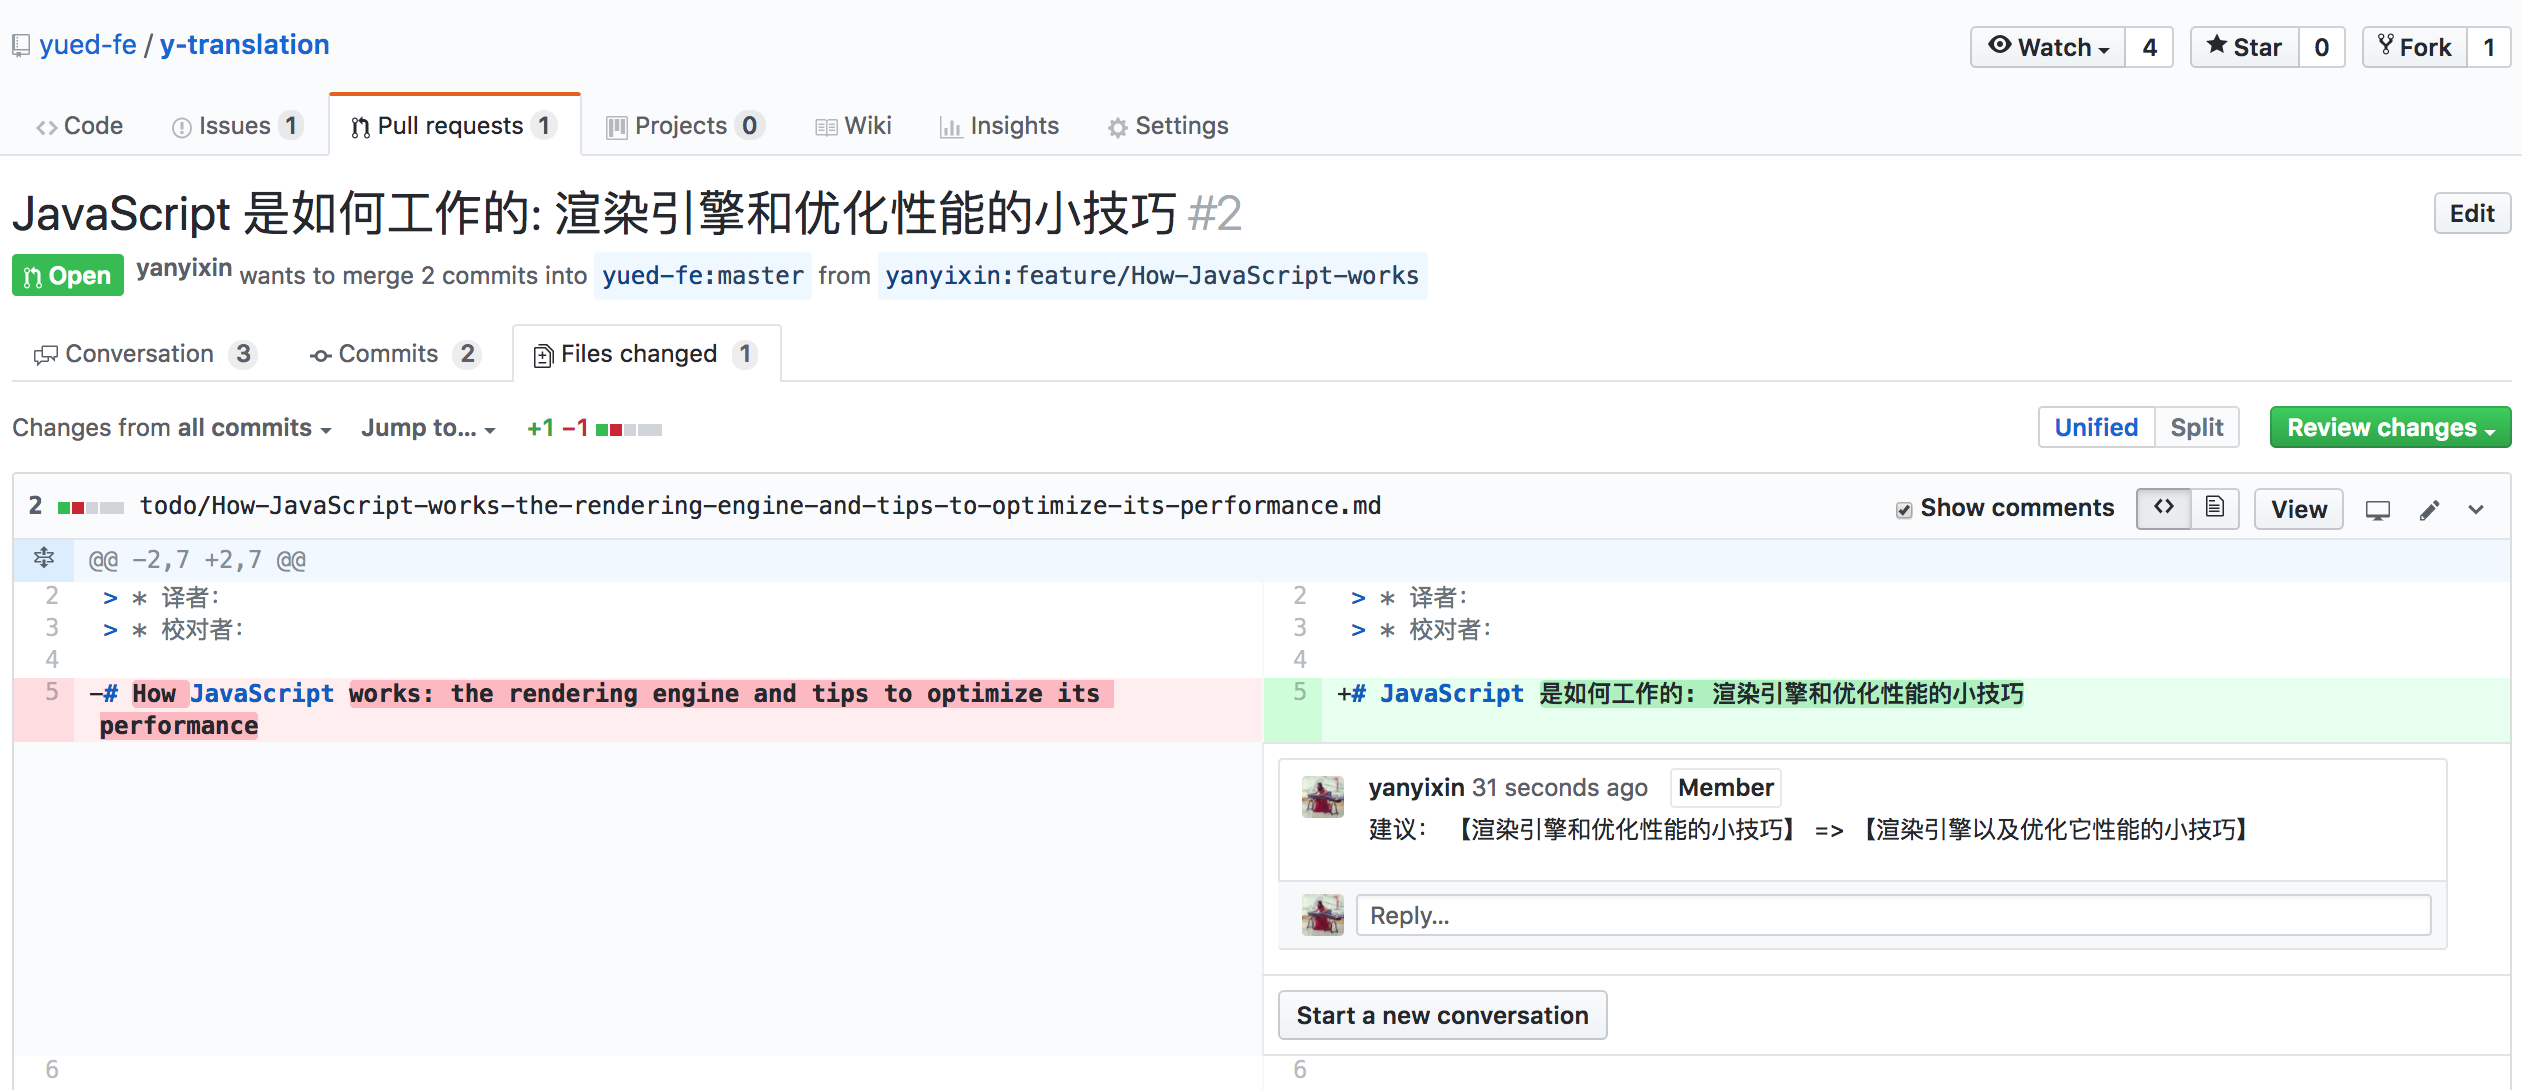 yued-fe / y-translation
Watch 4 Star 0 Fork 1
Code Issues 1 Pull requests 1 Projects 0 Wiki Insights Settings
JavaScript 是如何工作的: 渲染引擎和优化性能的小技巧 #2
Edit
Open yanyixin wants to merge 2 commits into yued-fe:master from yanyixin:feature/How-JavaScript-works
Conversation 3 Commits 2 Files changed 1
Changes from all commits Jump to... +1 −1
Unified Split Review changes
2 todo/How-JavaScript-works-the-rendering-engine-and-tips-to-optimize-its-performance.md
Show comments <> View
@@ -2,7 +2,7 @@
2 > * 译者：
2 > * 译者：
3 > * 校对者：
3 > * 校对者：
4
4
5 -# How JavaScript works: the rendering engine and tips to optimize its
performance
5 +# JavaScript 是如何工作的: 渲染引擎和优化性能的小技巧
yanyixin 31 seconds ago Member
建议： 【渲染引擎和优化性能的小技巧】 => 【渲染引擎以及优化它性能的小技巧】
Reply...
Start a new conversation
6
6